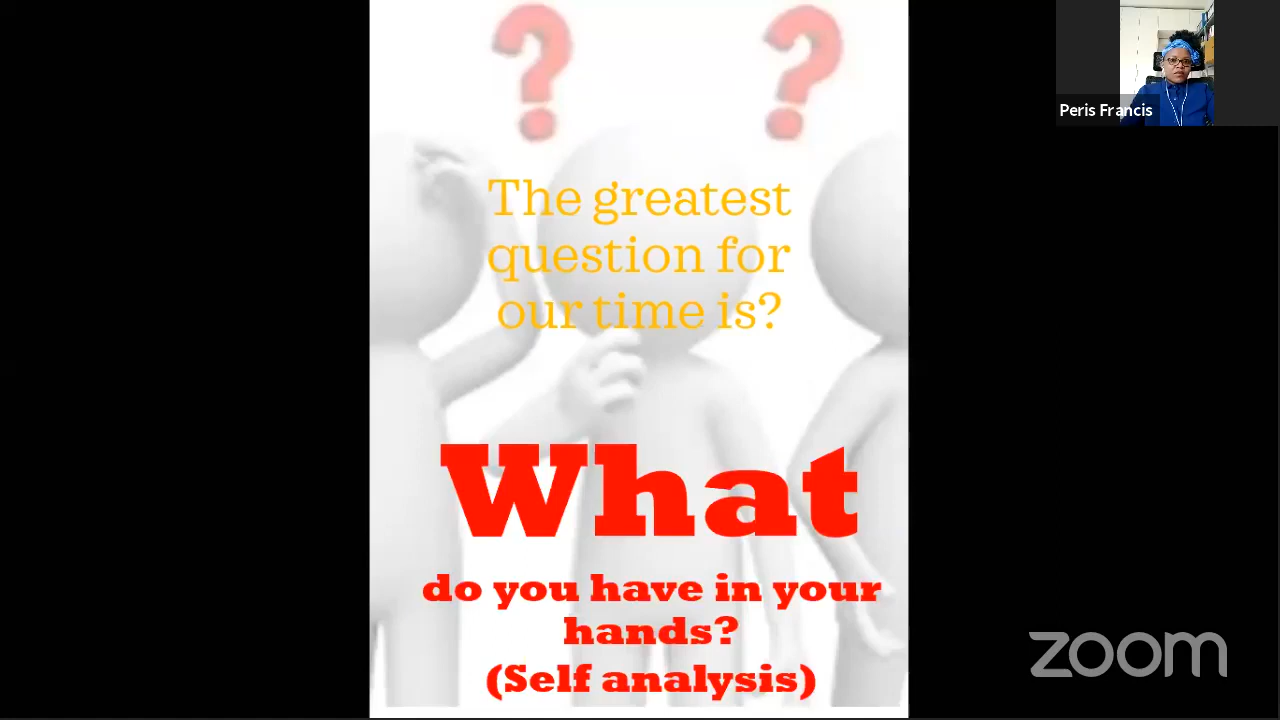 ?
?
Peris Francis
The greatest
question for
our time is?
What
do you have in your
hands?
(Self analysis)
zoom